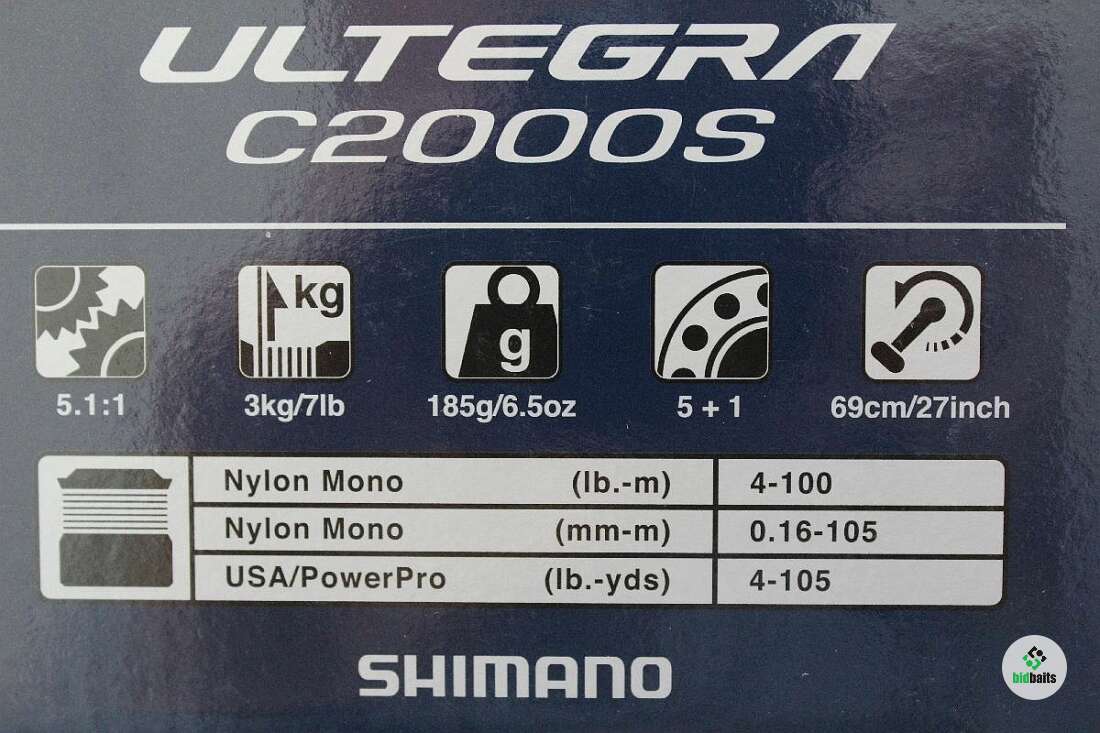 ULTEGRA
C2000S
kg
g
5.1:1 3kg/7lb 185g/6.5oz 5 + 1 69cm/27inch
Nylon Mono (lb.-m) 4-100
Nylon Mono (mm-m) 0.16-105
USA/PowerPro (lb.-yds) 4-105
SHIMANO
bidbaits